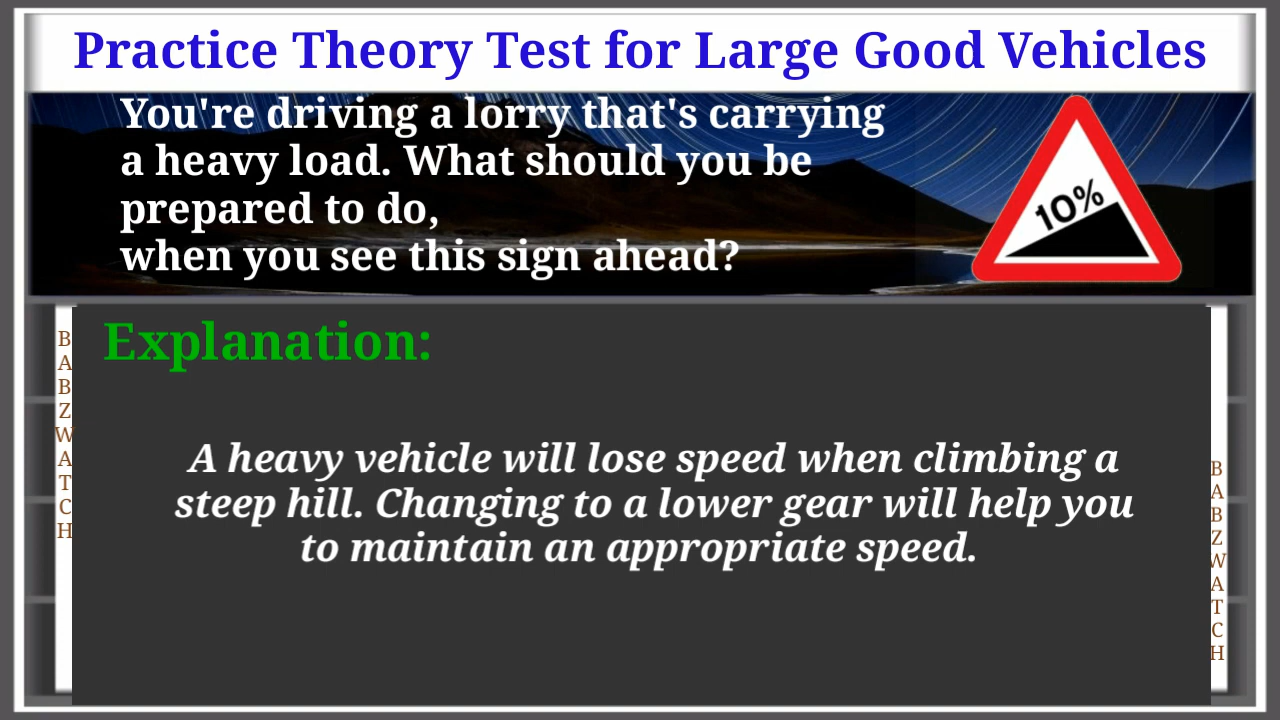 Practice Theory Test for Large Good Vehicles
You're driving a lorry that's carrying
a heavy load. What should you be
prepared to do,
when you see this sign ahead?
10%
Explanation:
A heavy vehicle will lose speed when climbing a
steep hill. Changing to a lower gear will help you
to maintain an appropriate speed.
BABZWATCH
BABZWATCH